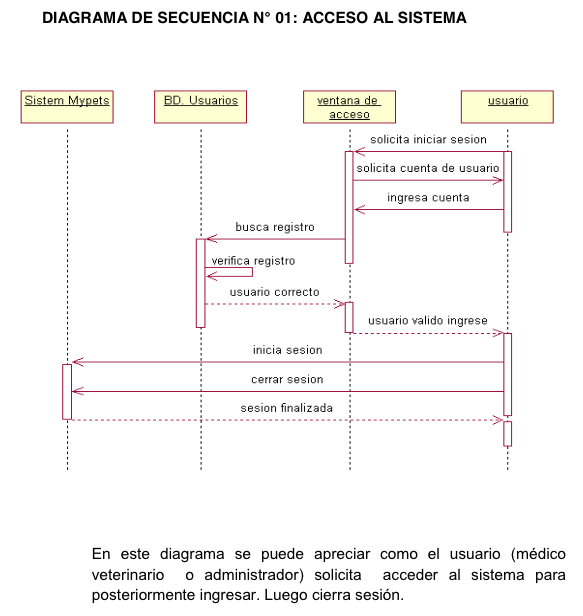 DIAGRAMA DE SECUENCIA N° 01: ACCESO AL SISTEMA
Sistem Mypets
BD. Usuarios
ventana de
acceso
usuario
solicita iniciar sesion
solicita cuenta de usuario
ingresa cuenta
busca registro
verifica registro
usuario correcto
usuario valido ingrese
inicia sesion
cerrar sesion
sesion finalizada
En este diagrama se puede apreciar como el usuario (médico
veterinario o administrador) solicita acceder al sistema para
posteriormente ingresar. Luego cierra sesión.